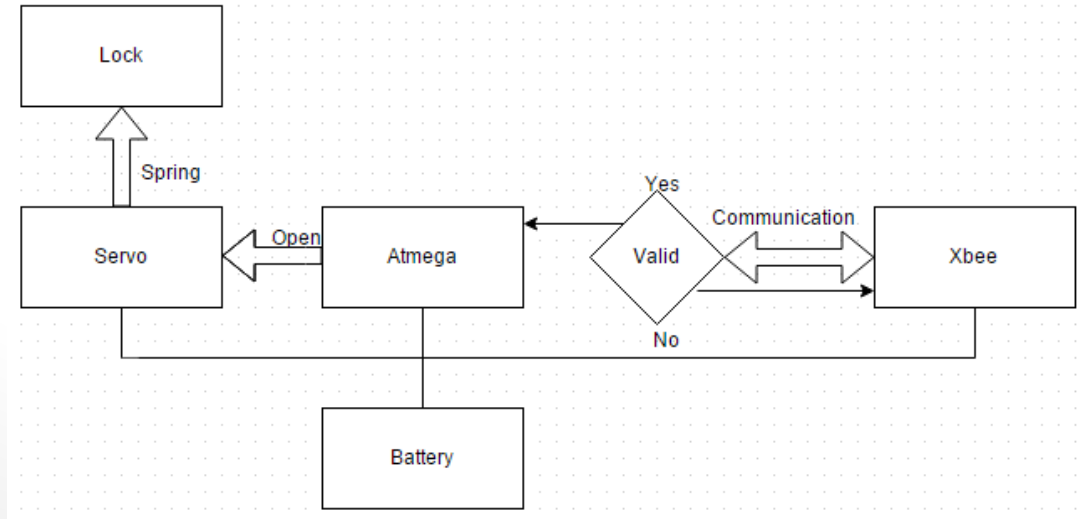 Lock
Spring
Yes
Communication
Servo
Open
Atmega
Valid
Xbee
No
Battery